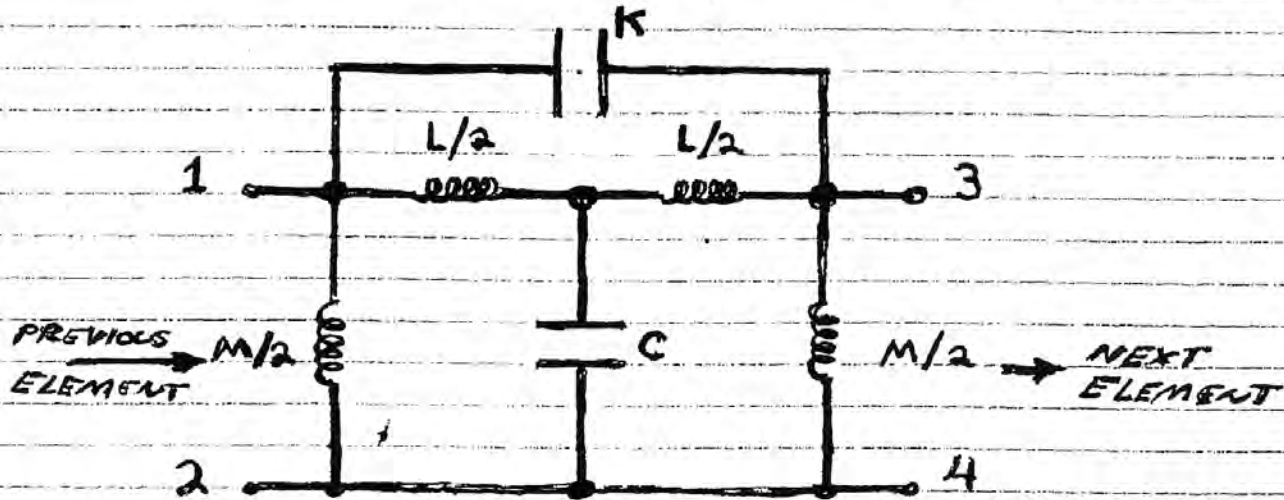 K
L/2 L/2
1 3
PREVIOUS ELEMENT M/2 C M/2 NEXT ELEMENT
2 4